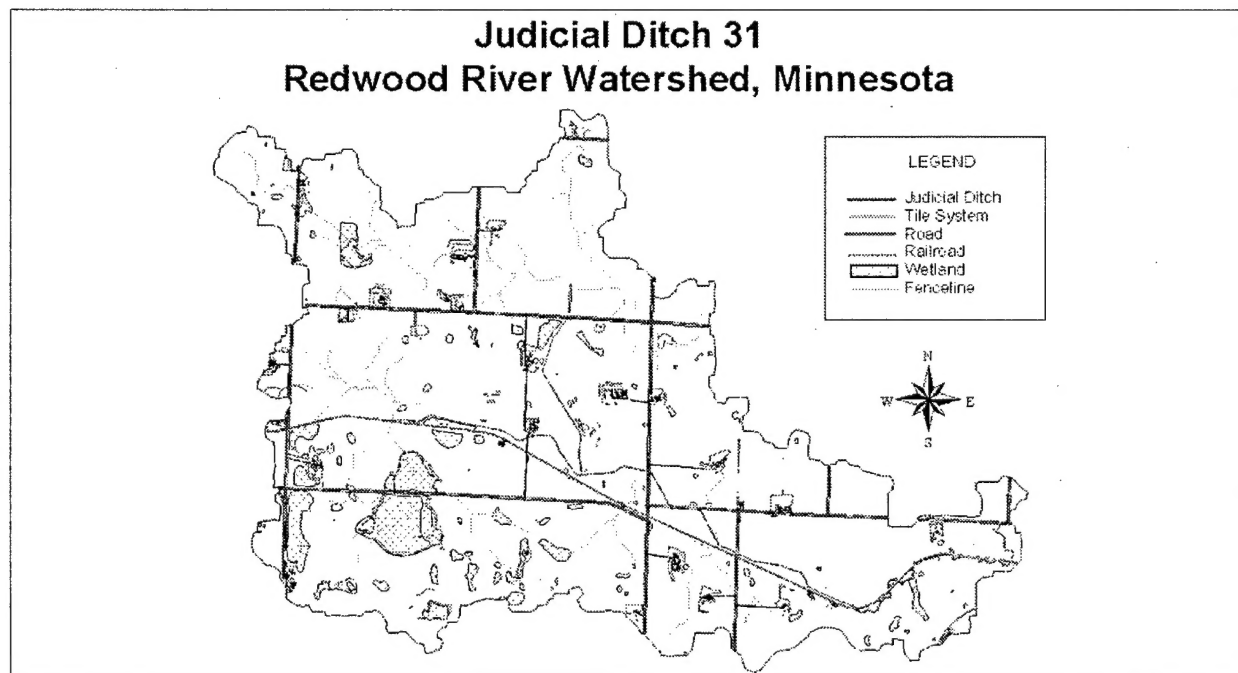 Judicial Ditch 31
Redwood River Watershed, Minnesota
LEGEND
Judicial Ditch
Tile System
Road
Railroad
Wetland
Fenceline
N
W E
S